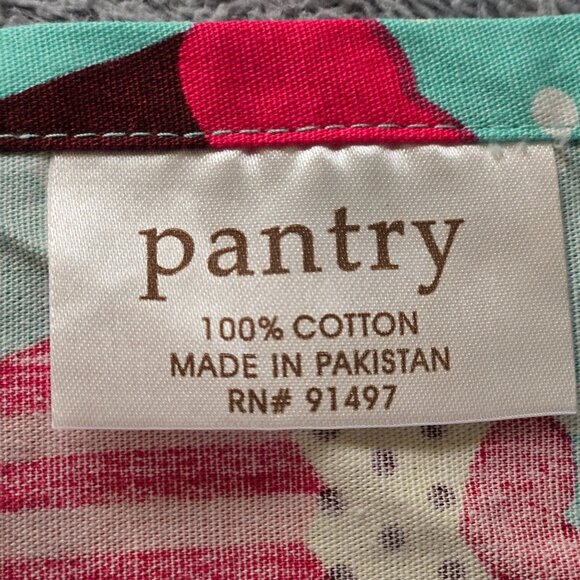 pantry
100% COTTON
MADE IN PAKISTAN
RN# 91497